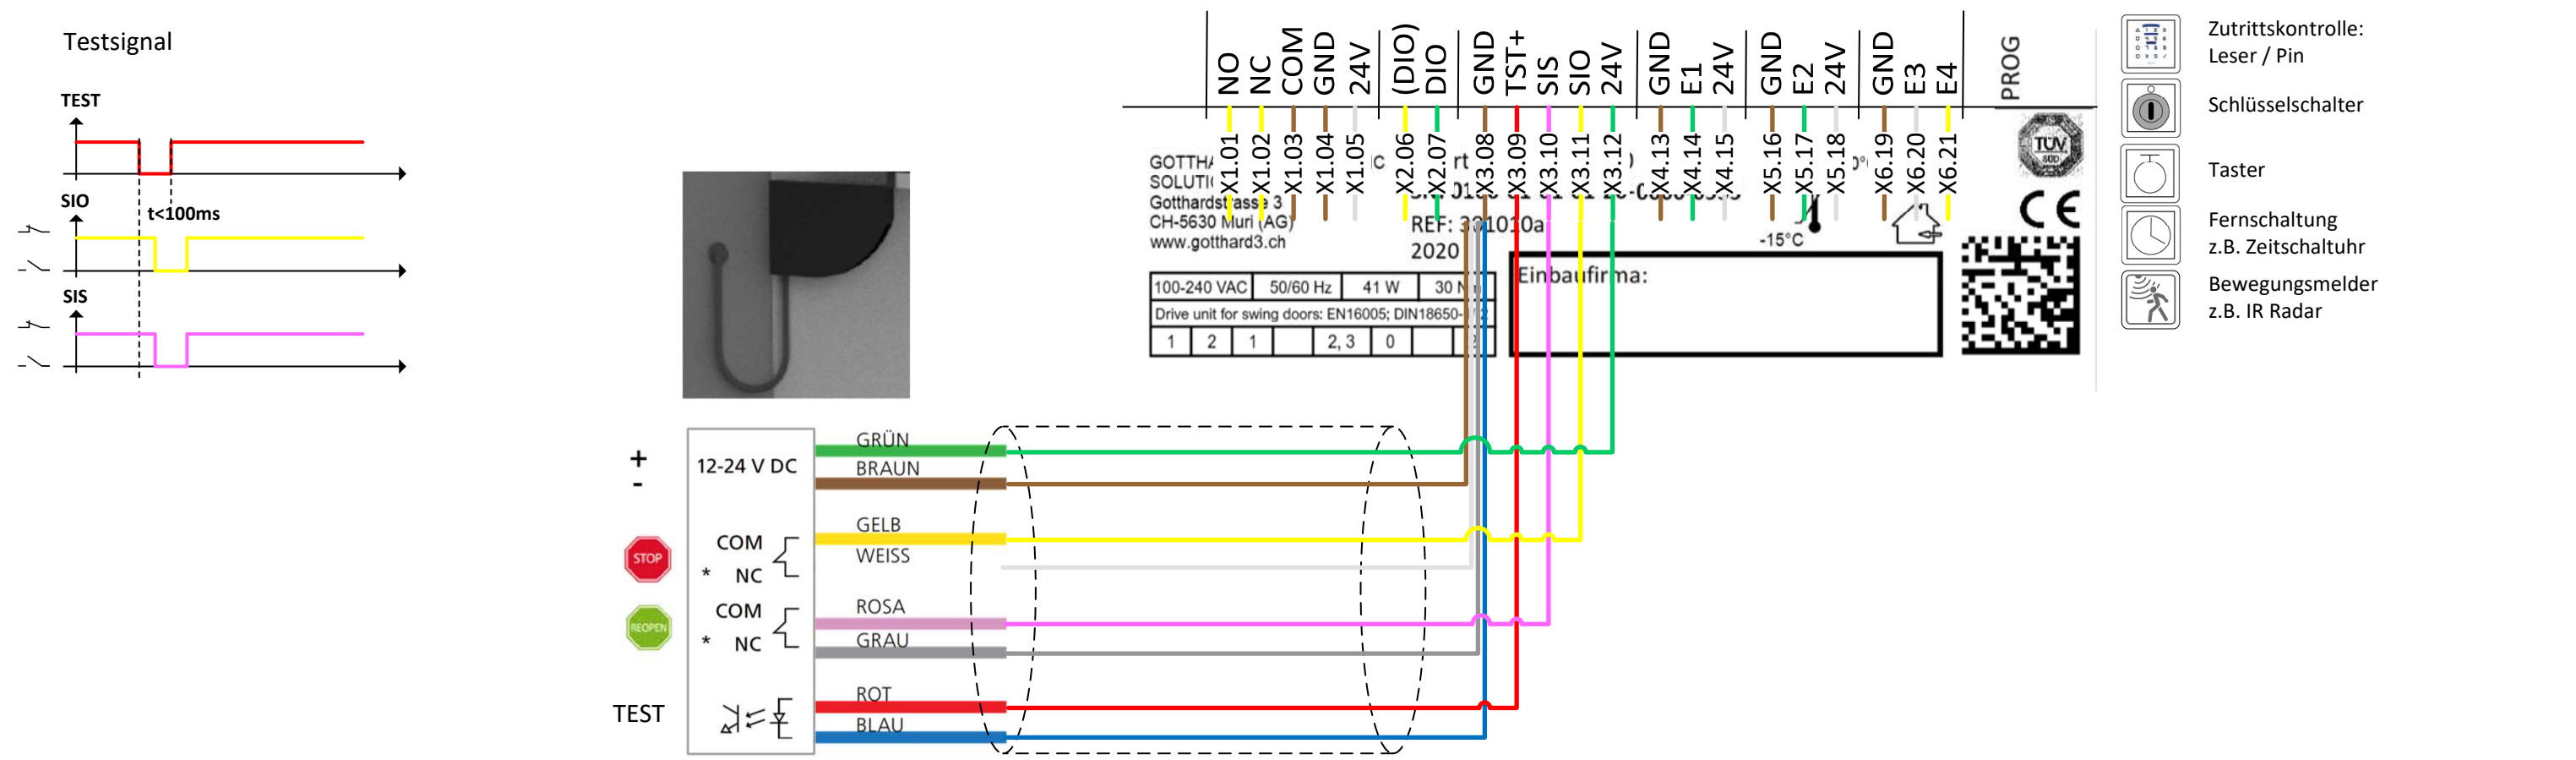 Testsignal
TEST
SIO
t<100ms
SIS
NO
NC
COM
GND
24V
(DIO)
DIO
GND
TST+
SIS
SIO
24V
GND
E1
24V
GND
E2
24V
GND
E3
E4
PROG
X1.01
X1.02
X1.03
X1.04
X1.05
X2.06
X2.07
X3.08
X3.09
X3.10
X3.11
X3.12
X4.13
X4.14
X4.15
X5.16
X5.17
X5.18
X6.19
X6.20
X6.21
Gotthardstrasse 3
CH-5630 Muri (AG)
www.gotthard3.ch
REF: 301010a
2020
-15°C
TÜV
SÜD
CE
100-240 VAC 50/60 Hz 41 W 30
Drive unit for swing doors: EN16005; DIN18650-
1 2 1 2, 3 0
Einbaufirma:
Zutrittskontrolle:
Leser / Pin
Schlüsselschalter
Taster
Fernschaltung
z.B. Zeitschaltuhr
Bewegungsmelder
z.B. IR Radar
+
-
12-24 V DC
GRÜN
BRAUN
STOP
COM
* NC
GELB
WEISS
REOPEN
COM
* NC
ROSA
GRAU
TEST
ROT
BLAU